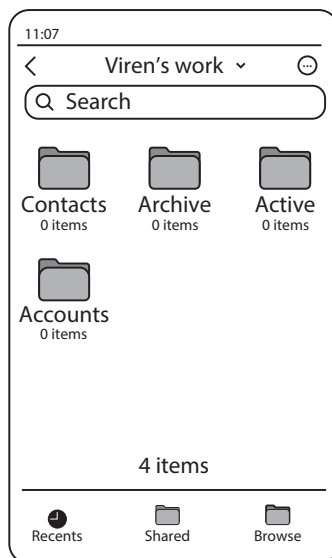 11:07
Viren's work
Search
Contacts Archive Active
0 items 0 items 0 items
Accounts
0 items
4 items
Recents Shared Browse